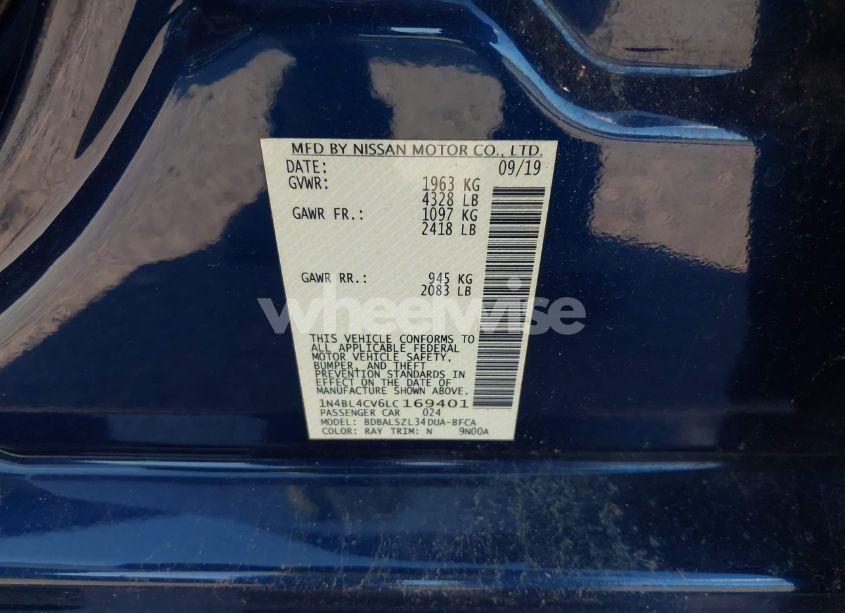 MFD BY NISSAN MOTOR CO., LTD.
DATE: 09/19
GVWR: 1963 KG
4328 LB
GAWR FR.: 1097 KG
2418 LB
GAWR RR.: 945 KG
2083 LB
wheelwise
THIS VEHICLE CONFORMS TO
ALL APPLICABLE FEDERAL
MOTOR VEHICLE SAFETY,
BUMPER, AND THEFT
PREVENTION STANDARDS IN
EFFECT ON THE DATE OF
MANUFACTURE SHOWN ABOVE.
1N4BL4CV6LC169401
PASSENGER CAR 024
MODEL: BDBALSZL34DUA-BFCA
COLOR: RAY TRIM: N 9N00A